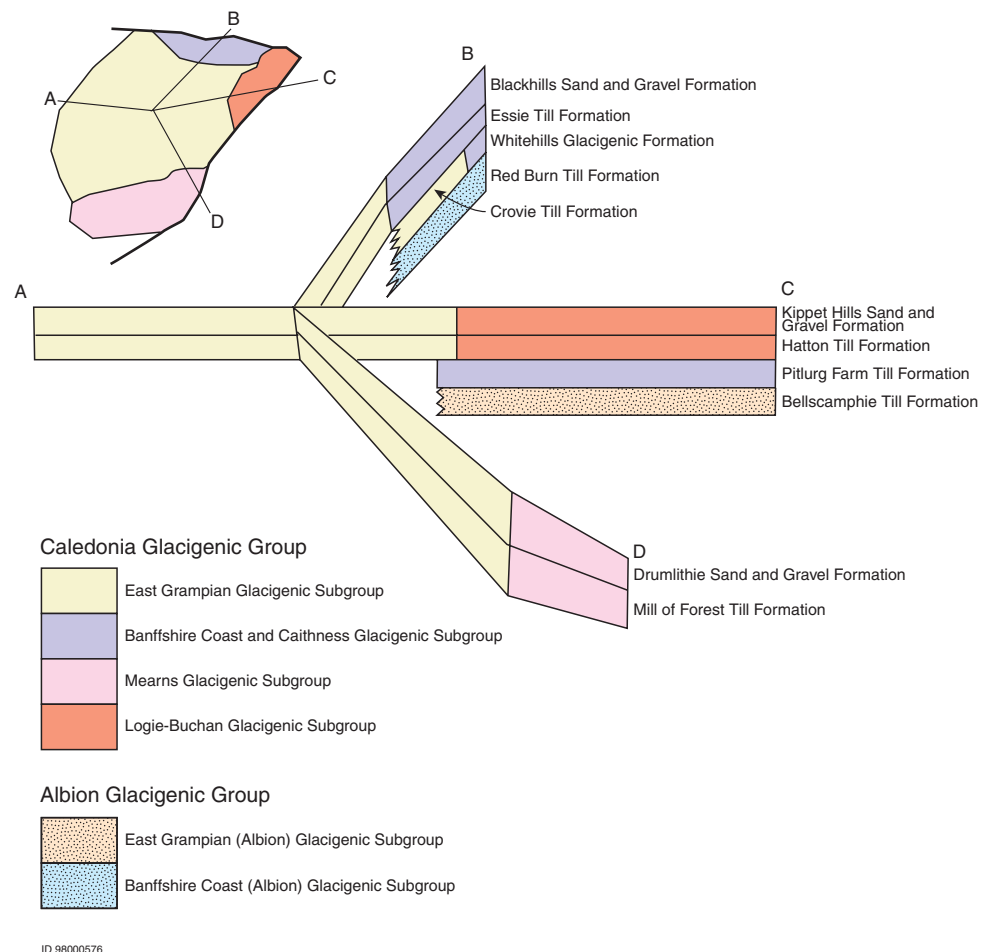 B
A
C
D
B
Blackhills Sand and Gravel Formation
Essie Till Formation
Whitehills Glacigenic Formation
Red Burn Till Formation
Crovie Till Formation
A
C
Kippet Hills Sand and
Gravel Formation
Hatton Till Formation
Pitlurg Farm Till Formation
Bellscamphie Till Formation
D
Drumlithie Sand and Gravel Formation
Mill of Forest Till Formation
Caledonia Glacigenic Group
East Grampian Glacigenic Subgroup
Banffshire Coast and Caithness Glacigenic Subgroup
Mearns Glacigenic Subgroup
Logie-Buchan Glacigenic Subgroup
Albion Glacigenic Group
East Grampian (Albion) Glacigenic Subgroup
Banffshire Coast (Albion) Glacigenic Subgroup
ID 98000576